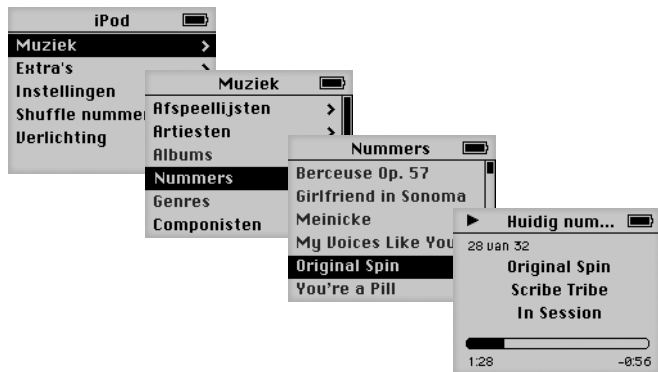 iPod
Muziek >
Extra's >
Instellingen
Shuffle numme
Verlichting
Muziek
Afspeellijsten >
Artiesten >
Albums
Nummers
Genres
Componisten
Nummers
Berceuse Op. 57
Girlfriend in Sonoma
Meinicke
My Voices Like You
Original Spin
You're a Pill
Huidig num...
28 van 32
Original Spin
Scribe Tribe
In Session
1:28 -0:56